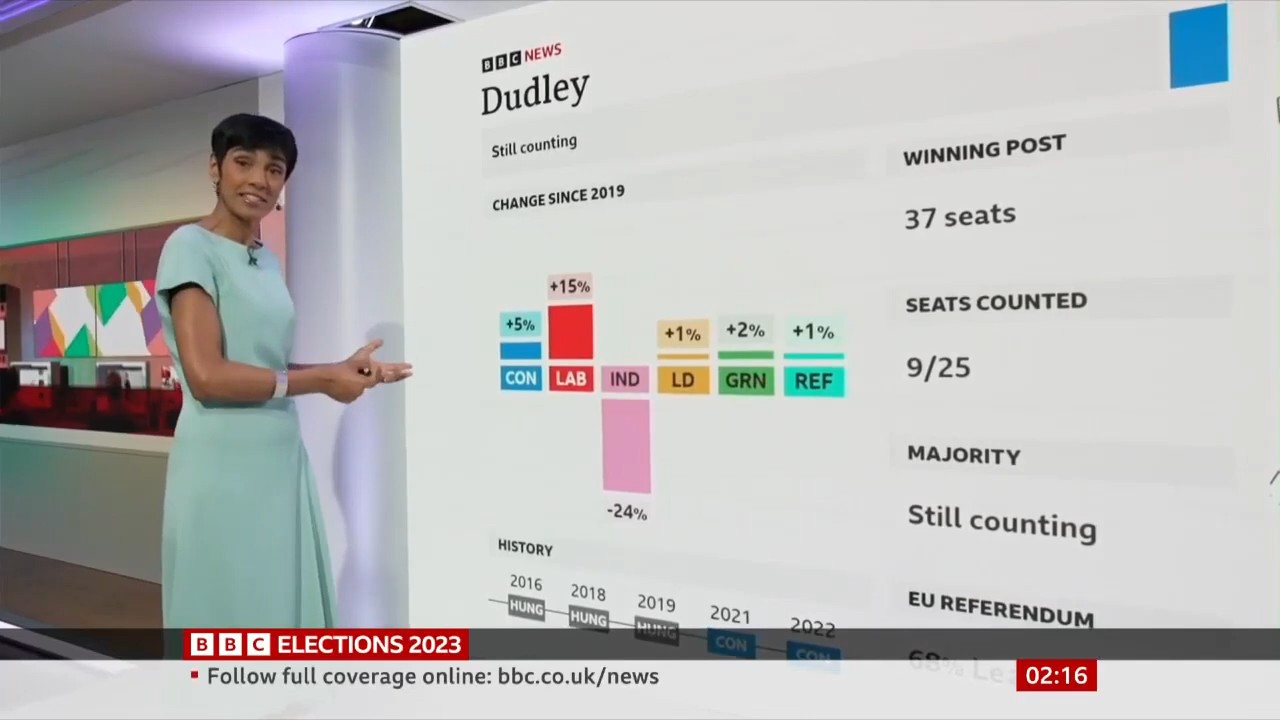 BBC NEWS
Dudley
Still counting
CHANGE SINCE 2019
+5%
+15%
+1%
+2%
+1%
CON
LAB
IND
LD
GRN
REF
-24%
HISTORY
2016
2018
2019
2021
2022
HUNG
HUNG
HUNG
CON
CON
WINNING POST
37 seats
SEATS COUNTED
9/25
MAJORITY
Still counting
EU REFERENDUM
68%
BBC ELECTIONS 2023
Follow full coverage online: bbc.co.uk/news
02:16